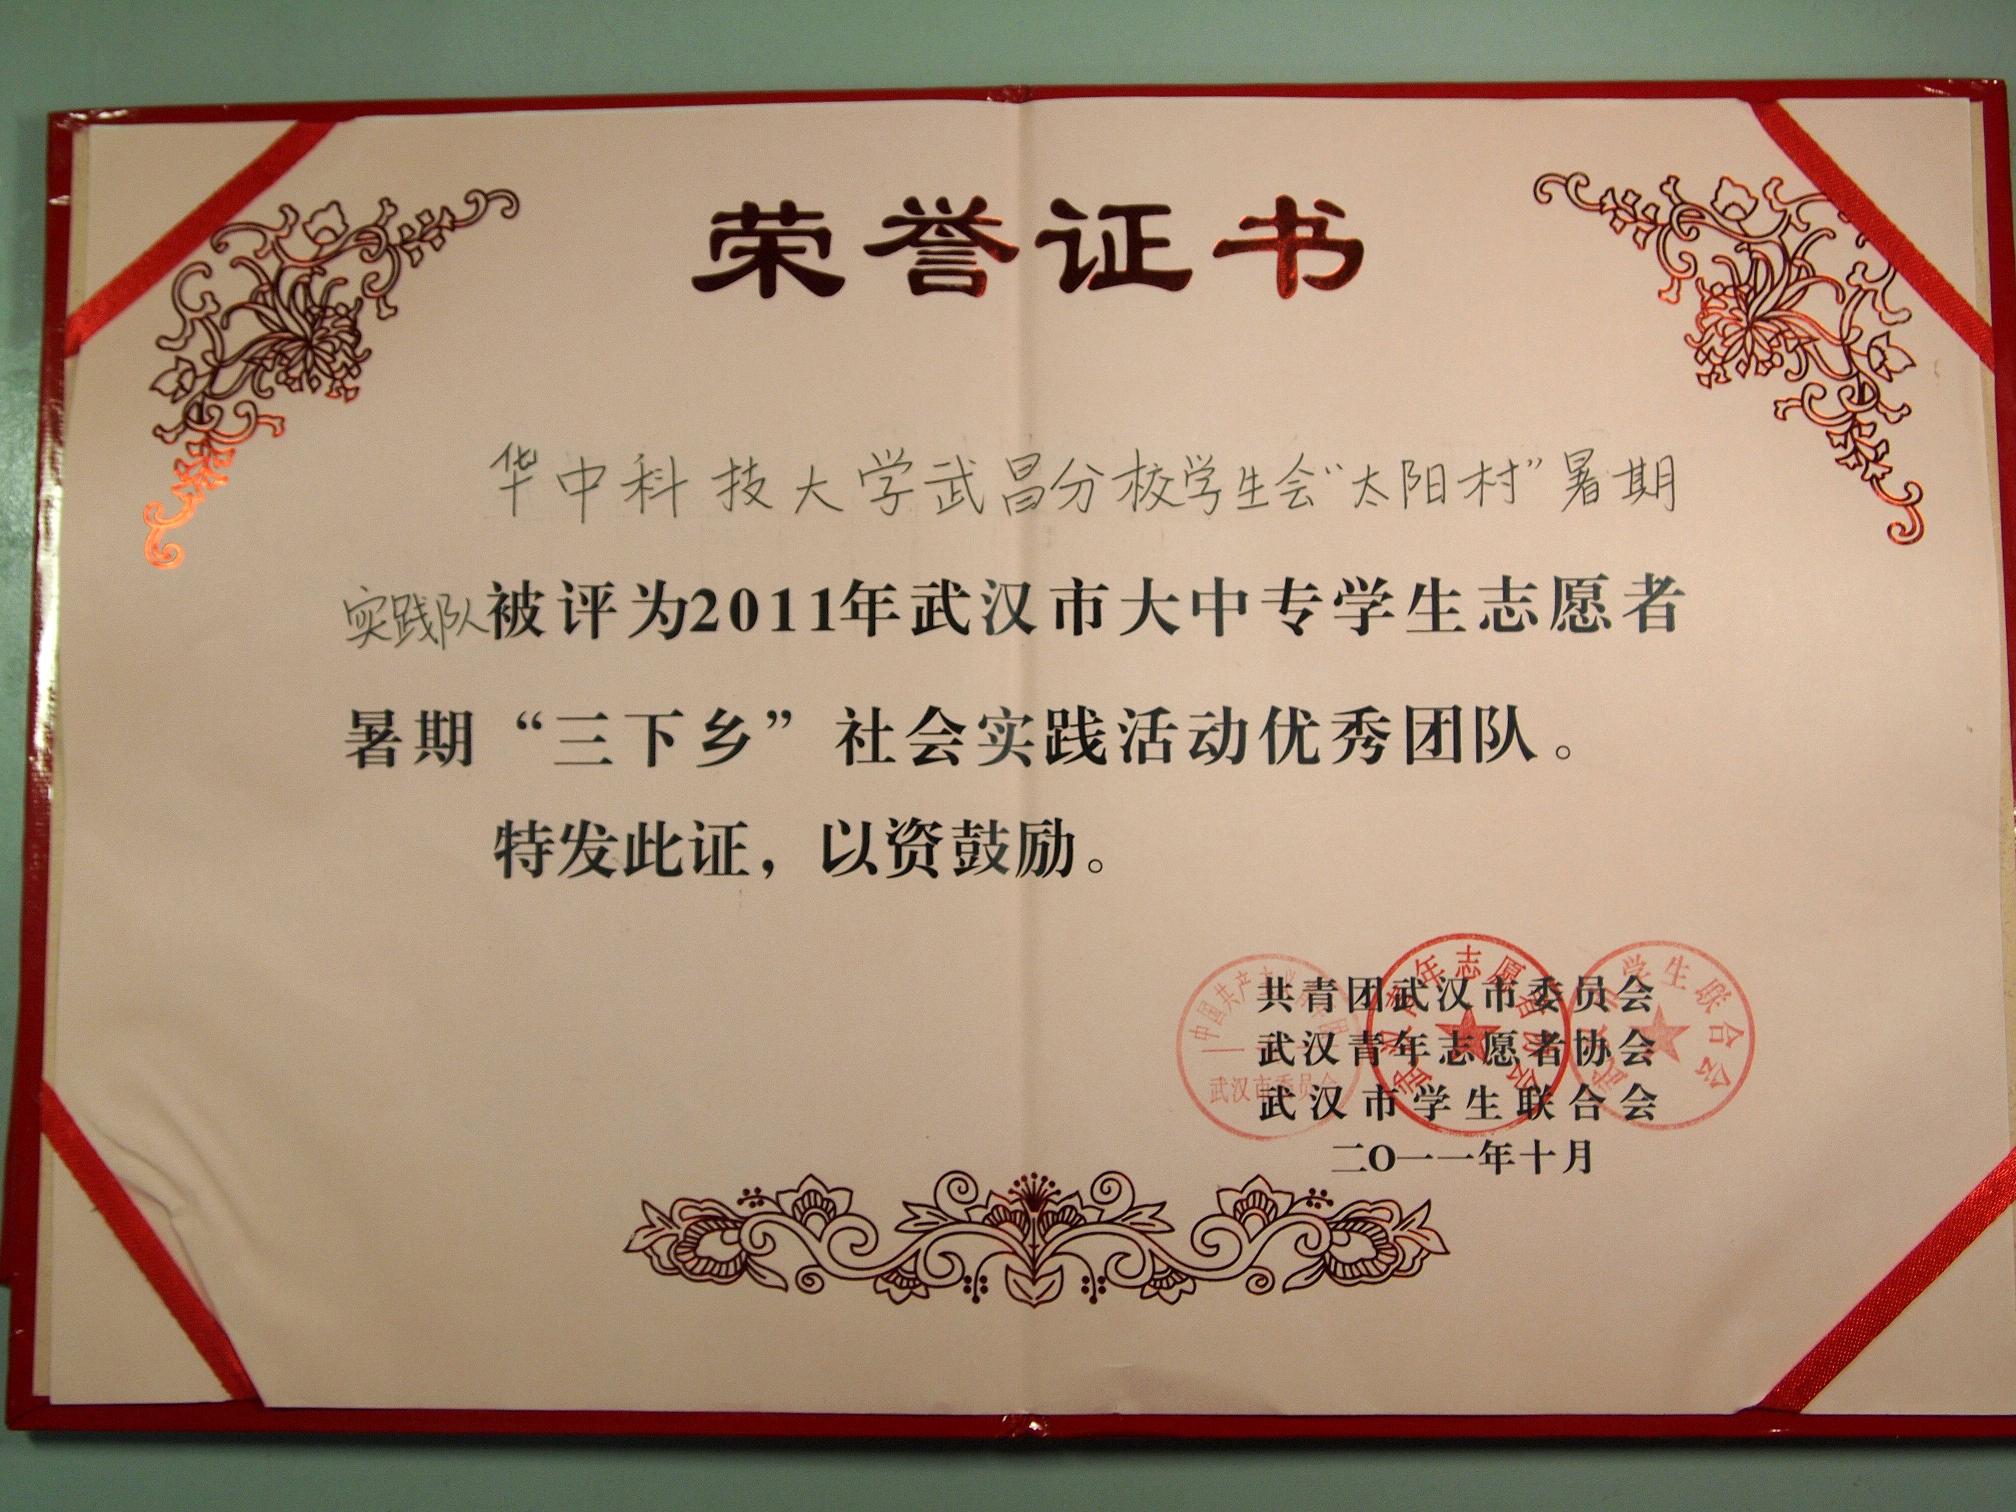 荣誉证书
华中科技大学武昌分校学生会“太阳村”暑期
实践队被评为2011年武汉市大中专学生志愿者
暑期“三下乡”社会实践活动优秀团队。
特发此证，以资鼓励。
共青团武汉市委员会
武汉青年志愿者协会
武汉市学生联合会
二O一一年十月